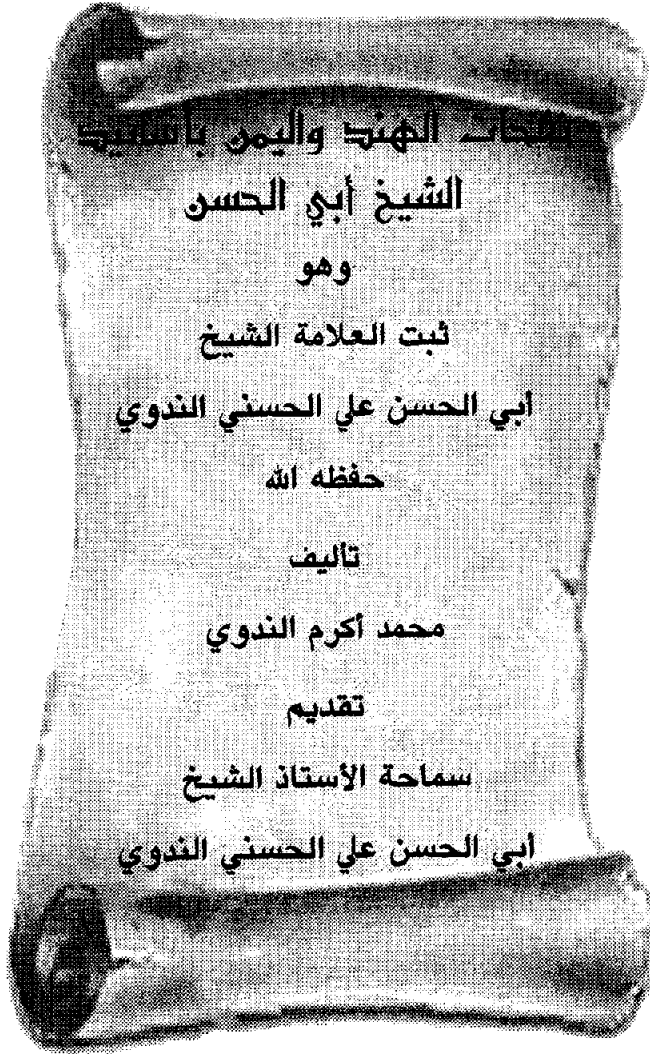 نفحات الهند واليمن بأسانيد
الشيخ أبي الحسن
وهو
ثبت العلامة الشيخ
أبي الحسن علي الحسني الندوي
حفظه الله
تأليف
محمد أكرم الندوي
تقديم
سماحة الأستاذ الشيخ
أبي الحسن علي الحسني الندوي